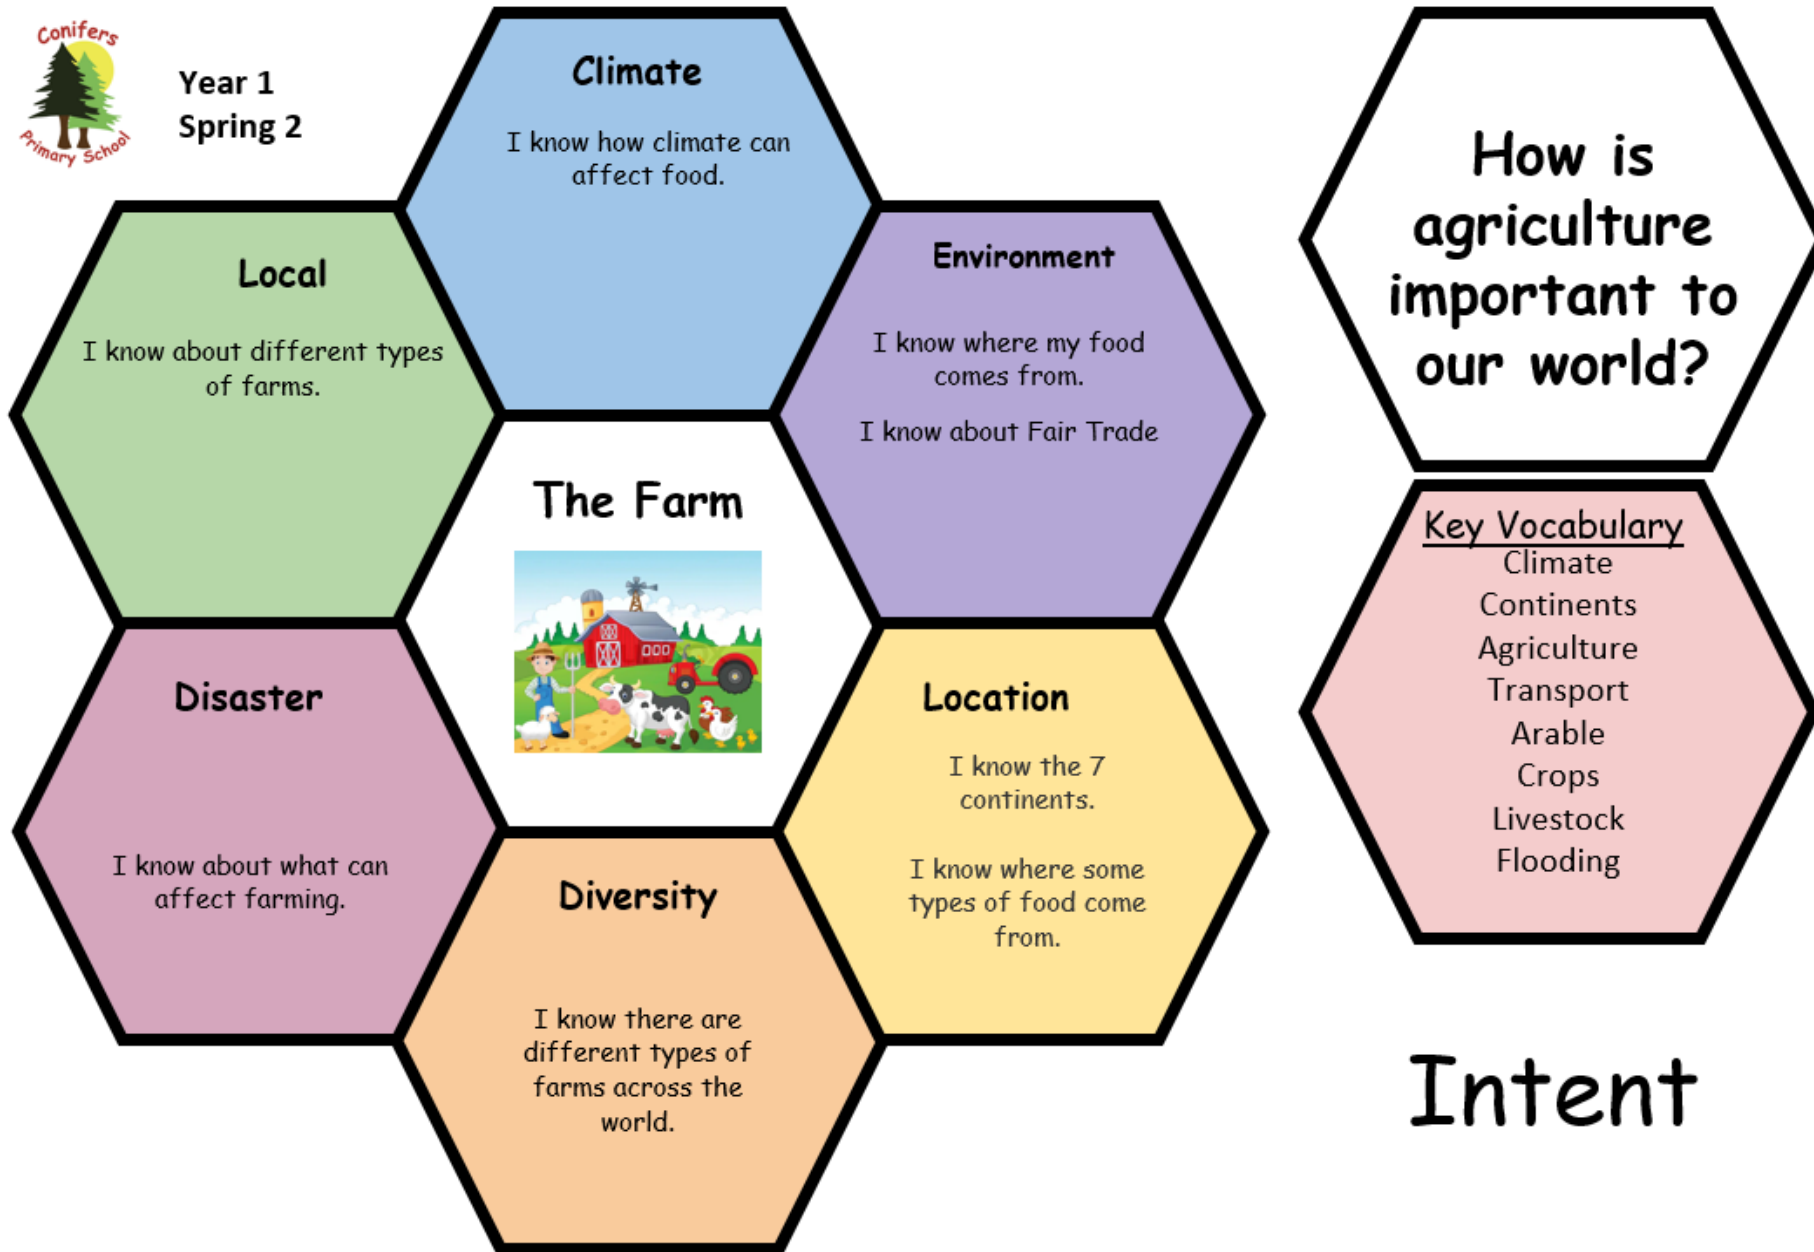 Conifers
Primary School
Year 1
Spring 2
Climate
I know how climate can
affect food.
Local
I know about different types
of farms.
Environment
I know where my food
comes from.
I know about Fair Trade
The Farm
Disaster
I know about what can
affect farming.
Location
I know the 7
continents.
I know where some
types of food come
from.
Diversity
I know there are
different types of
farms across the
world.
How is
agriculture
important to
our world?
Key Vocabulary
Climate
Continents
Agriculture
Transport
Arable
Crops
Livestock
Flooding
Intent